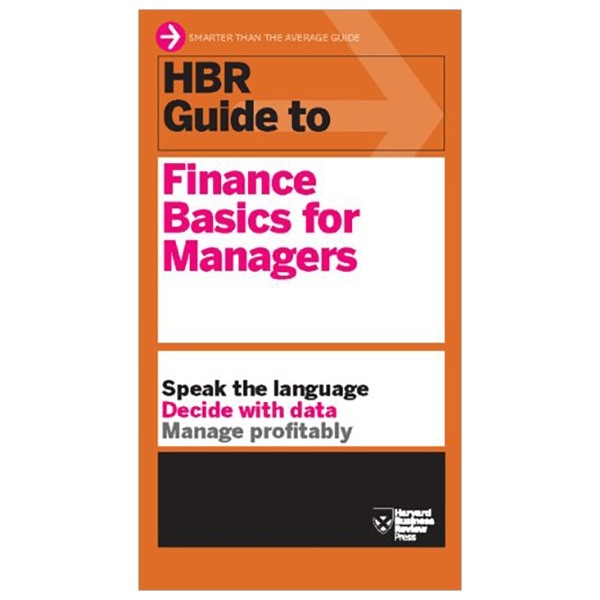 SMARTER THAN THE AVERAGE GUIDE
HBR
Guide to
Finance
Basics for
Managers
Speak the language
Decide with data
Manage profitably
Harvard
Business
Review
Press